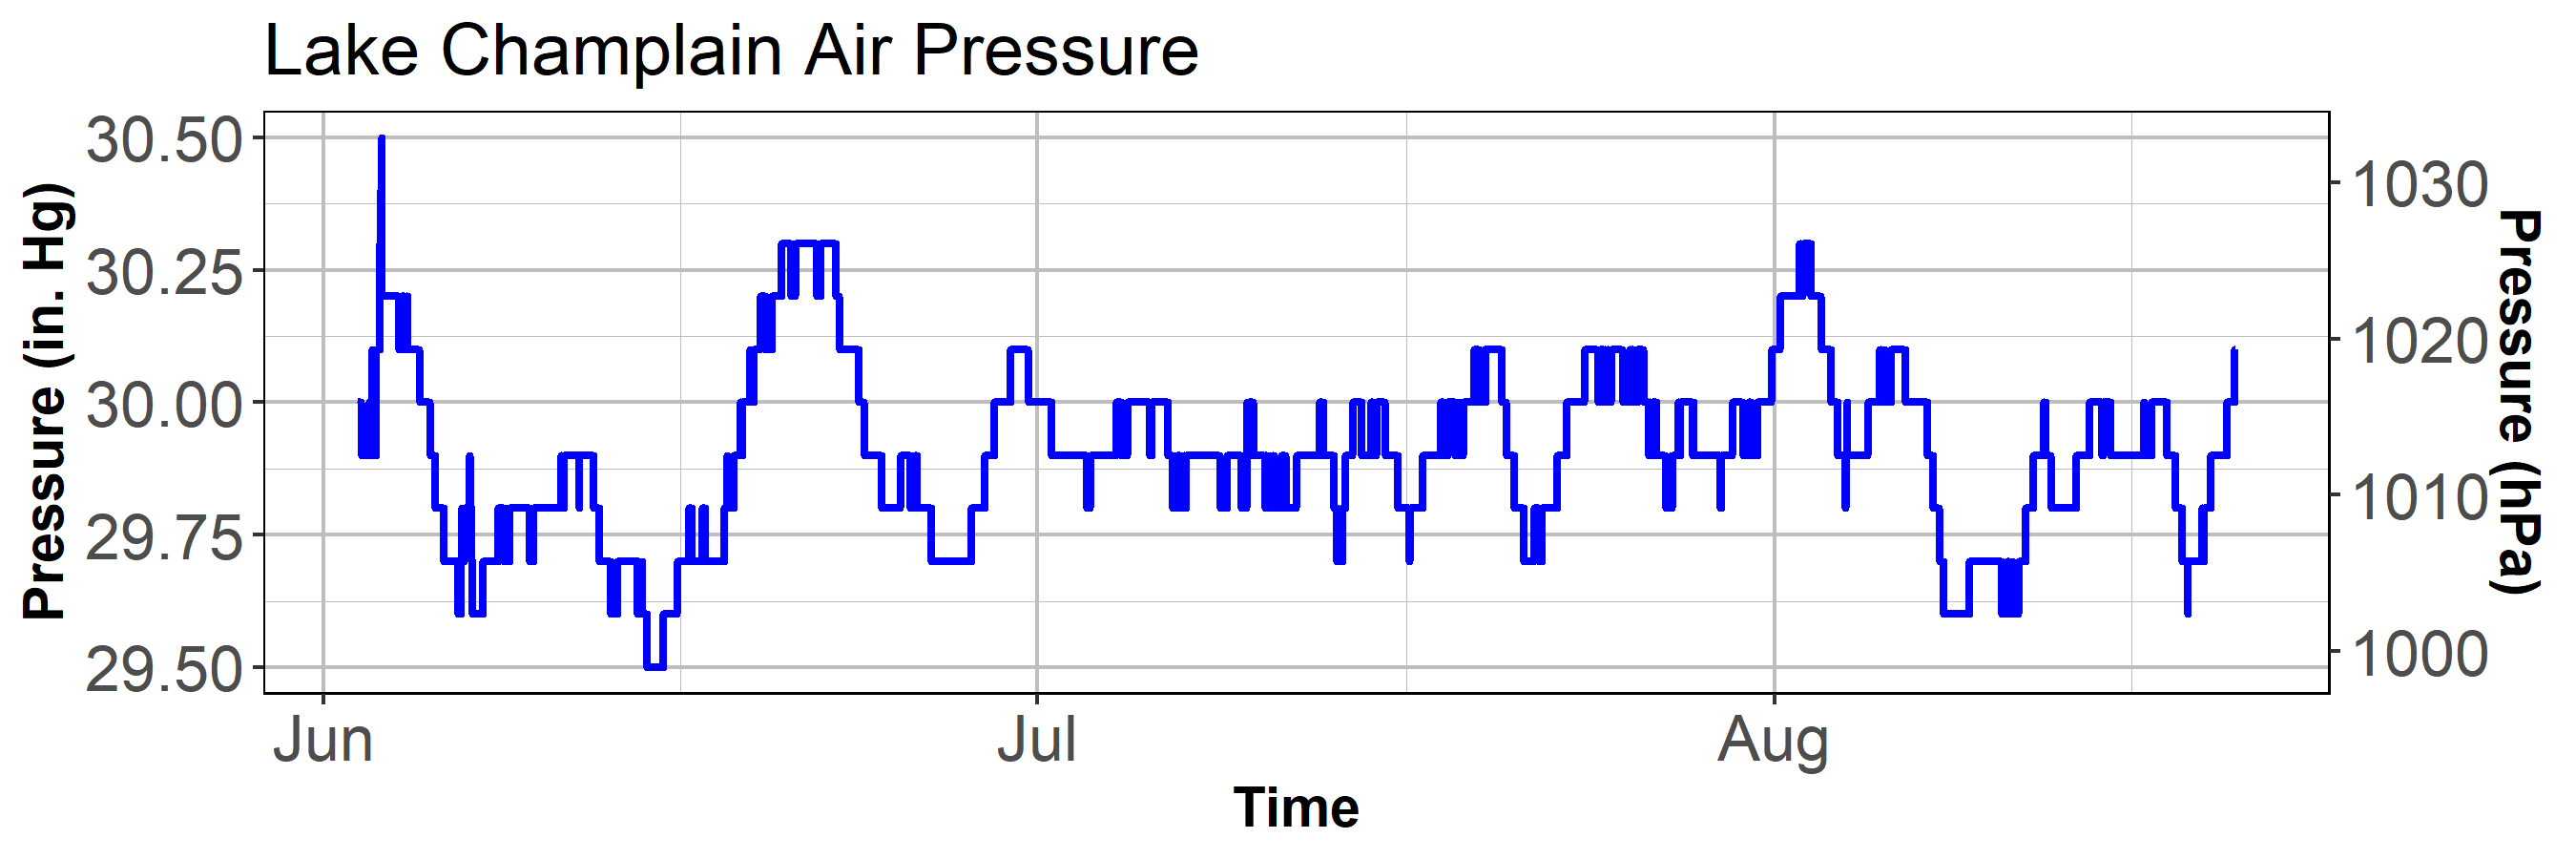 Lake Champlain Air Pressure
Pressure (in. Hg)
30.50
30.25
30.00
29.75
29.50
1030
1020
1010
1000
Pressure (hPa)
Jun Jul Aug
Time